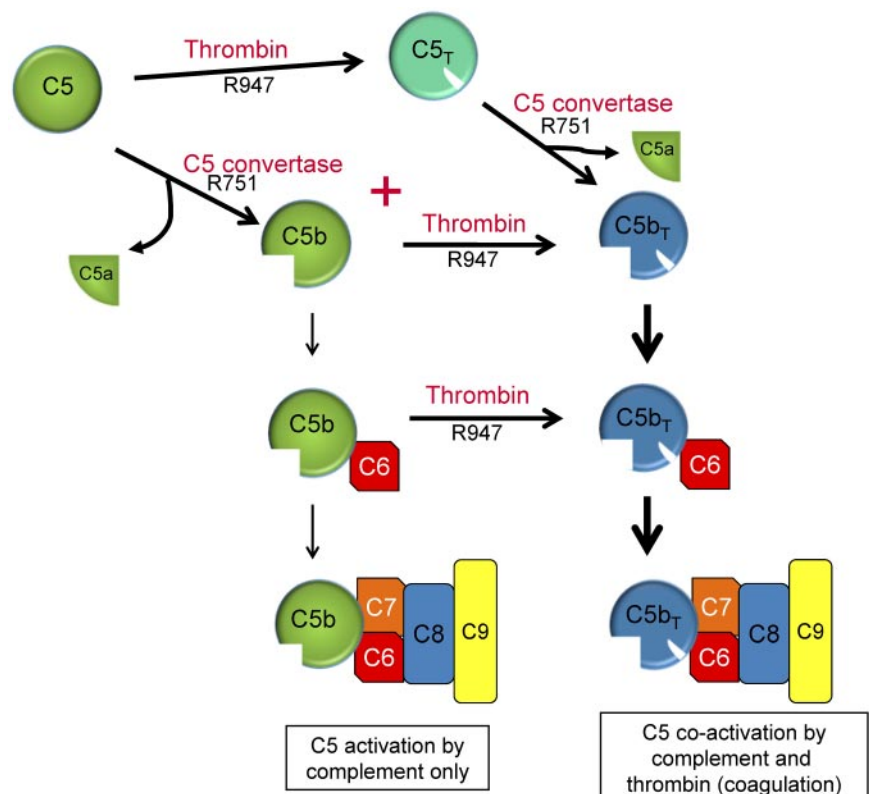 C5
Thrombin
R947
C5T
C5 convertase
R751
C5a
C5 convertase
R751
C5a
C5b
+
Thrombin
R947
C5bT
C5b
C6
Thrombin
R947
C5bT
C6
C5b
C7
C6
C8
C9
C5bT
C7
C6
C8
C9
C5 activation by
complement only
C5 co-activation by
complement and
thrombin (coagulation)